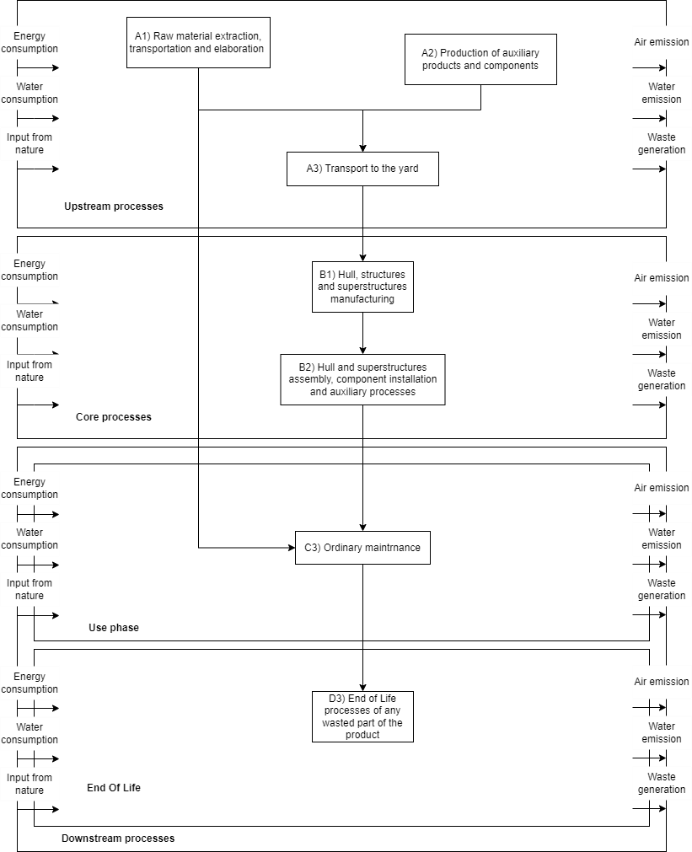 Energy
consumption
Water
consumption
Input from
nature
A1) Raw material extraction,
transportation and elaboration
A2) Production of auxiliary
products and components
A3) Transport to the yard
Air emission
Water
emission
Waste
generation
Upstream processes
Energy
consumption
Water
consumption
Input from
nature
B1) Hull, structures
and superstructures
manufacturing
B2) Hull and superstructures
assembly, component installation
and auxiliary processes
Air emission
Water
emission
Waste
generation
Core processes
Energy
consumption
Water
consumption
Input from
nature
C3) Ordinary maintrnance
Air emission
Water
emission
Waste
generation
Use phase
Energy
consumption
Water
consumption
Input from
nature
D3) End of Life
processes of any
wasted part of the
product
Air emission
Water
emission
Waste
generation
End Of Life
Downstream processes